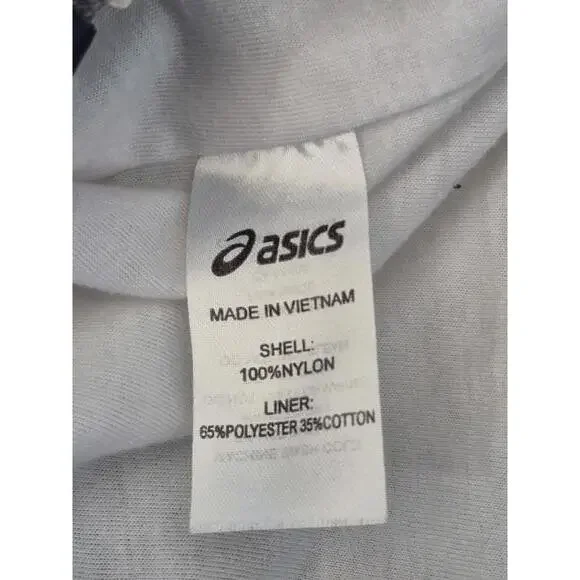 asics
MADE IN VIETNAM
SHELL:
100%NYLON
LINER:
65%POLYESTER 35%COTTON